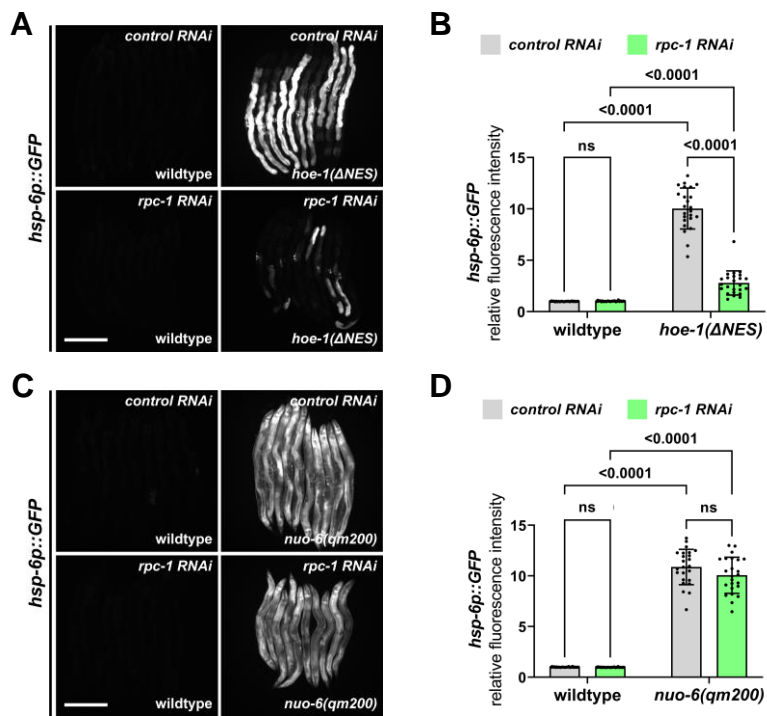 A
hsp-6p::GFP
control RNAi
wildtype
control RNAi
hoe-1(ΔNES)
rpc-1 RNAi
wildtype
rpc-1 RNAi
hoe-1(ΔNES)
B
control RNAi
rpc-1 RNAi
<0.0001
<0.0001
ns
<0.0001
hsp-6p::GFP
relative fluorescence intensity
15
10
5
0
wildtype
hoe-1(ΔNES)
C
hsp-6p::GFP
control RNAi
wildtype
control RNAi
nuo-6(qm200)
rpc-1 RNAi
wildtype
rpc-1 RNAi
nuo-6(qm200)
D
control RNAi
rpc-1 RNAi
<0.0001
<0.0001
ns
ns
hsp-6p::GFP
relative fluorescence intensity
15
10
5
0
wildtype
nuo-6(qm200)